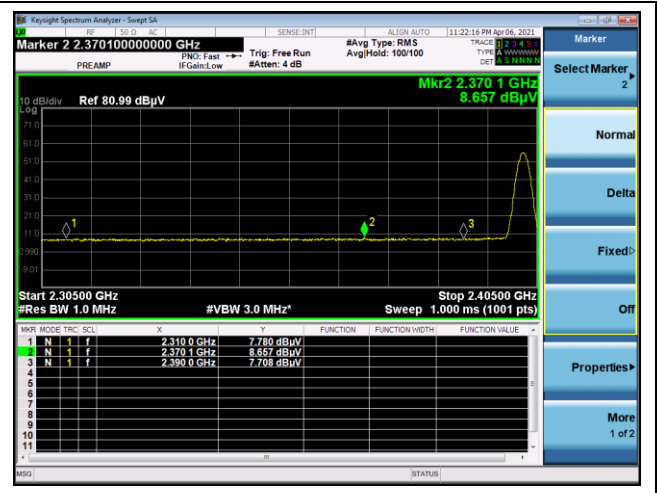 Keysight Spectrum Analyzer - Swept SA
RF 50 Ω AC SENSE:INT ALIGN AUTO 11:22:16 PM Apr 06, 2021
Marker 2 2.370100000000 GHz #Avg Type: RMS TRACE 1 2 3 4 5 6 Marker
PNO: Fast Trig: Free Run Avg|Hold: 100/100 TYPE A WWWWW
PREAMP IFGain:Low #Atten: 4 dB DET A S N N N N
Select Marker
2
Mkr2 2.370 1 GHz
10 dB/div Ref 80.99 dBµV 8.657 dBµV
Log
71.0
61.0
51.0
41.0
31.0
21.0
11.0
0.990
-9.01
1
2
3
Normal
Delta
Fixed
Off
Start 2.30500 GHz Stop 2.40500 GHz
#Res BW 1.0 MHz #VBW 3.0 MHz* Sweep 1.000 ms (1001 pts)
MKR MODE TRC SCL X Y FUNCTION FUNCTION WIDTH FUNCTION VALUE
1 N 1 f 2.310 0 GHz 7.780 dBµV
2 N 1 f 2.370 1 GHz 8.657 dBµV
3 N 1 f 2.390 0 GHz 7.708 dBµV
4
5
6
7
8
9
10
11
Properties
More
1 of 2
MSG STATUS